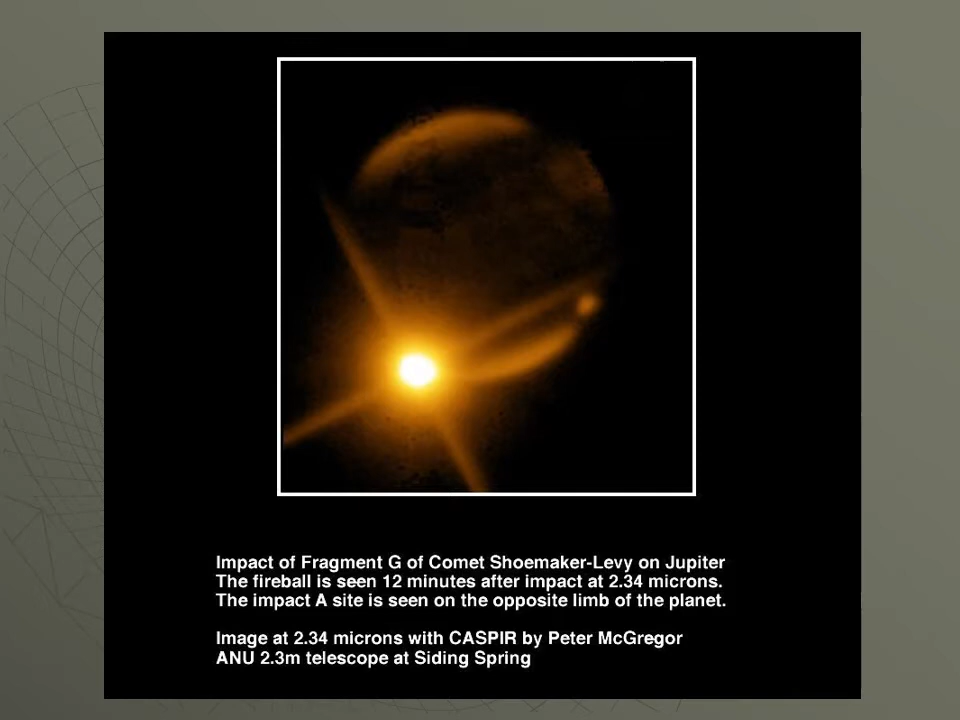 Impact of Fragment G of Comet Shoemaker-Levy on Jupiter
The fireball is seen 12 minutes after impact at 2.34 microns.
The impact A site is seen on the opposite limb of the planet.
Image at 2.34 microns with CASPIR by Peter McGregor
ANU 2.3m telescope at Siding Spring